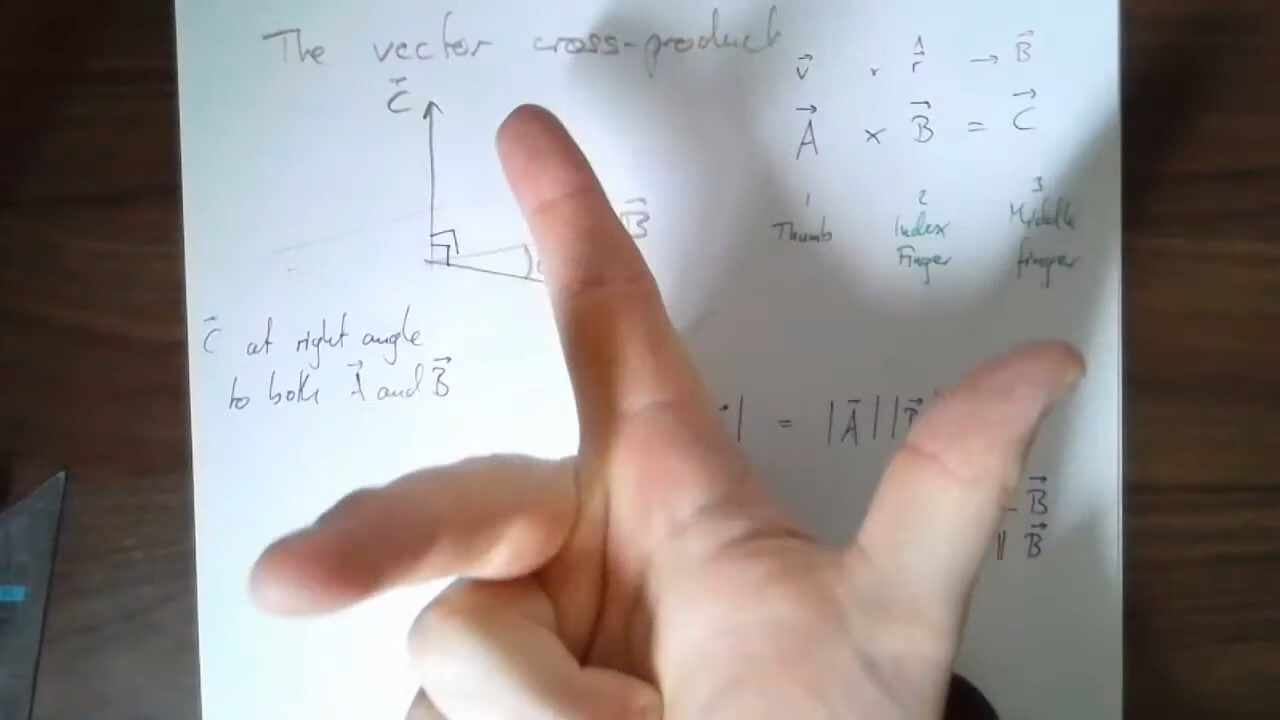 The vector cross-product
v⃗ × r̂ → B⃗
A⃗ × B⃗ = C⃗
1 2 3
Thumb Index Middle
Finger finger
C⃗
B⃗
C⃗ at right angle
to both A⃗ and B⃗
| = |A⃗||B⃗
B⃗
∥ B⃗